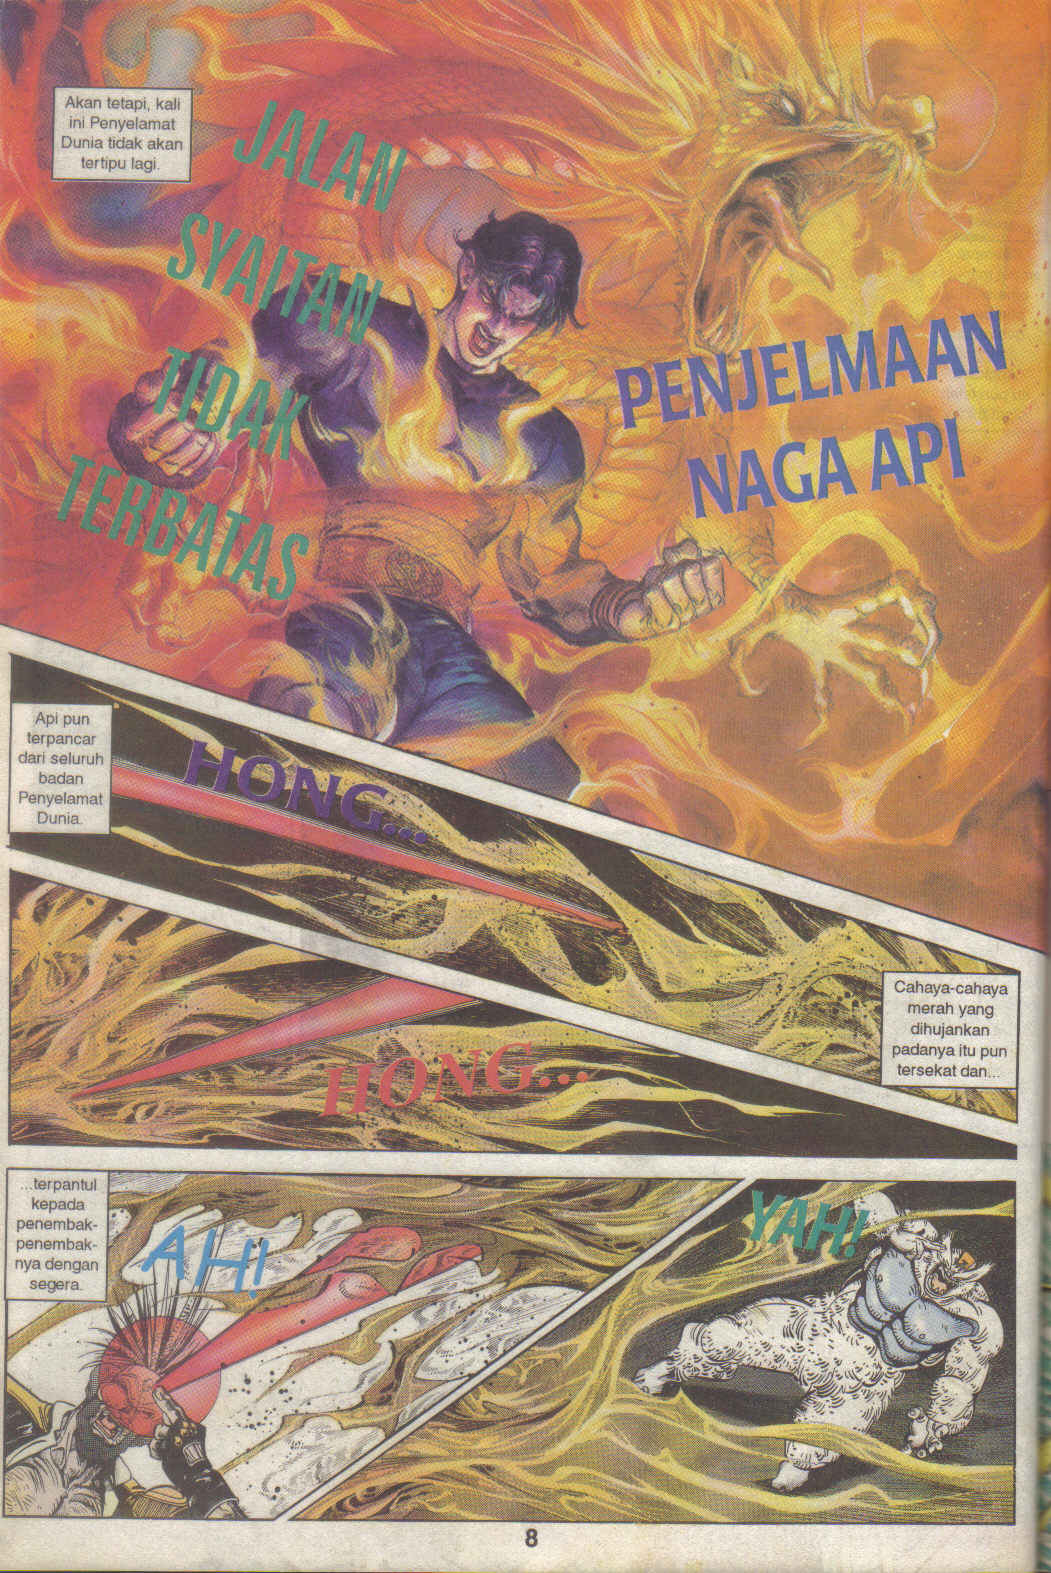 Akan tetapi, kali
ini Penyelamat
Dunia tidak akan
tertipu lagi.
JALAN
SYAITAN
TIDAK
TERBATAS
PENJELMAAN
NAGA API
Api pun
terpancar
dari seluruh
badan
Penyelamat
Dunia.
HONG...
HONG...
Cahaya-cahaya
merah yang
dihujankan
padanya itu pun
tersekat dan...
...terpantul
kepada
penembak-
penembak-
nya dengan
segera.
AH!
YAH!
8